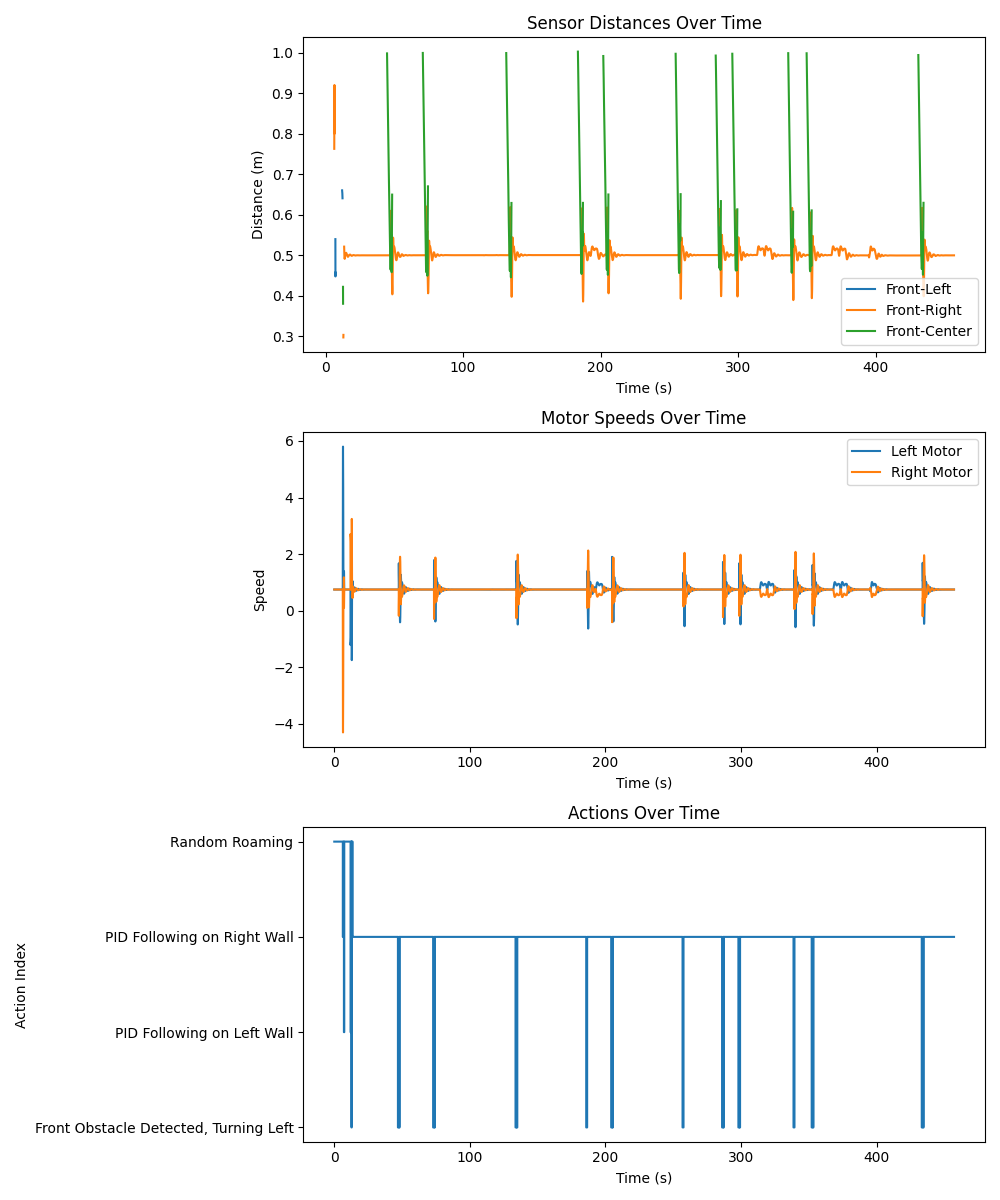 Sensor Distances Over Time
1.0
0.9
0.8
0.7
0.6
0.5
0.4
0.3
Distance (m)
Front-Left
Front-Right
Front-Center
0 100 200 300 400
Time (s)
Motor Speeds Over Time
6
4
2
0
−2
−4
Speed
Left Motor
Right Motor
0 100 200 300 400
Time (s)
Actions Over Time
Random Roaming
PID Following on Right Wall
PID Following on Left Wall
Front Obstacle Detected, Turning Left
Action Index
0 100 200 300 400
Time (s)